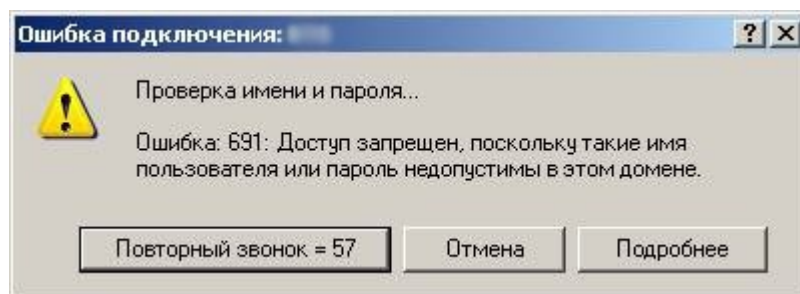 Ошибка подключения:
Проверка имени и пароля...
Ошибка: 691: Доступ запрещен, поскольку такие имя
пользователя или пароль недопустимы в этом домене.
Повторный звонок = 57
Отмена
Подробнее